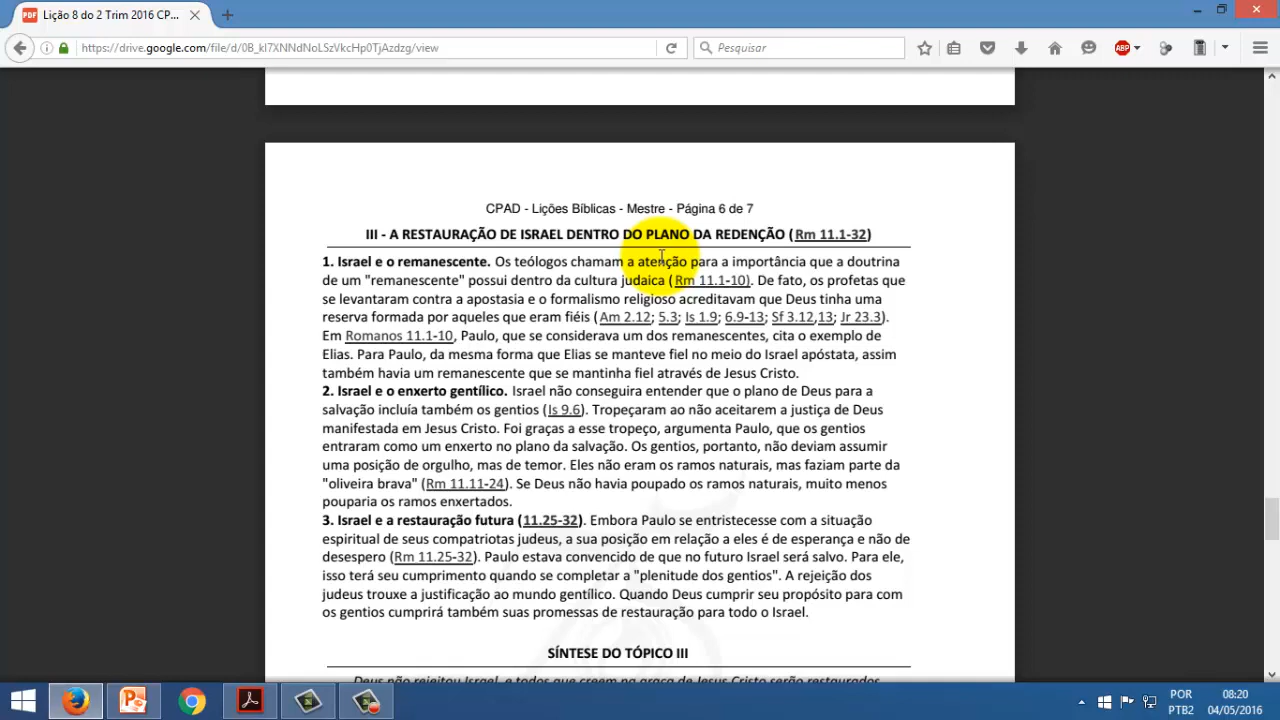 Lição 8 do 2 Trim 2016 CP...
https://drive.google.com/file/d/0B_kl7XNNdNoLSzVkcHp0TjAzdzg/view
Pesquisar
ABP
CPAD - Lições Bíblicas - Mestre - Página 6 de 7
III - A RESTAURAÇÃO DE ISRAEL DENTRO DO PLANO DA REDENÇÃO (Rm 11.1-32)
1. Israel e o remanescente. Os teólogos chamam a atenção para a importância que a doutrina
de um "remanescente" possui dentro da cultura judaica (Rm 11.1-10). De fato, os profetas que
se levantaram contra a apostasia e o formalismo religioso acreditavam que Deus tinha uma
reserva formada por aqueles que eram fiéis (Am 2.12; 5.3; Is 1.9; 6.9-13; Sf 3.12,13; Jr 23.3).
Em Romanos 11.1-10, Paulo, que se considerava um dos remanescentes, cita o exemplo de
Elias. Para Paulo, da mesma forma que Elias se manteve fiel no meio do Israel apóstata, assim
também havia um remanescente que se mantinha fiel através de Jesus Cristo.
2. Israel e o enxerto gentílico. Israel não conseguira entender que o plano de Deus para a
salvação incluía também os gentios (Is 9.6). Tropeçaram ao não aceitarem a justiça de Deus
manifestada em Jesus Cristo. Foi graças a esse tropeço, argumenta Paulo, que os gentios
entraram como um enxerto no plano da salvação. Os gentios, portanto, não deviam assumir
uma posição de orgulho, mas de temor. Eles não eram os ramos naturais, mas faziam parte da
"oliveira brava" (Rm 11.11-24). Se Deus não havia poupado os ramos naturais, muito menos
pouparia os ramos enxertados.
3. Israel e a restauração futura (11.25-32). Embora Paulo se entristecesse com a situação
espiritual de seus compatriotas judeus, a sua posição em relação a eles é de esperança e não de
desespero (Rm 11.25-32). Paulo estava convencido de que no futuro Israel será salvo. Para ele,
isso terá seu cumprimento quando se completar a "plenitude dos gentios". A rejeição dos
judeus trouxe a justificação ao mundo gentílico. Quando Deus cumprir seu propósito para com
os gentios cumprirá também suas promessas de restauração para todo o Israel.
SÍNTESE DO TÓPICO III
Deus não rejeitou Israel, e todos que creem na graça de Jesus Cristo serão restaurados
POR
PTB2
08:20
04/05/2016